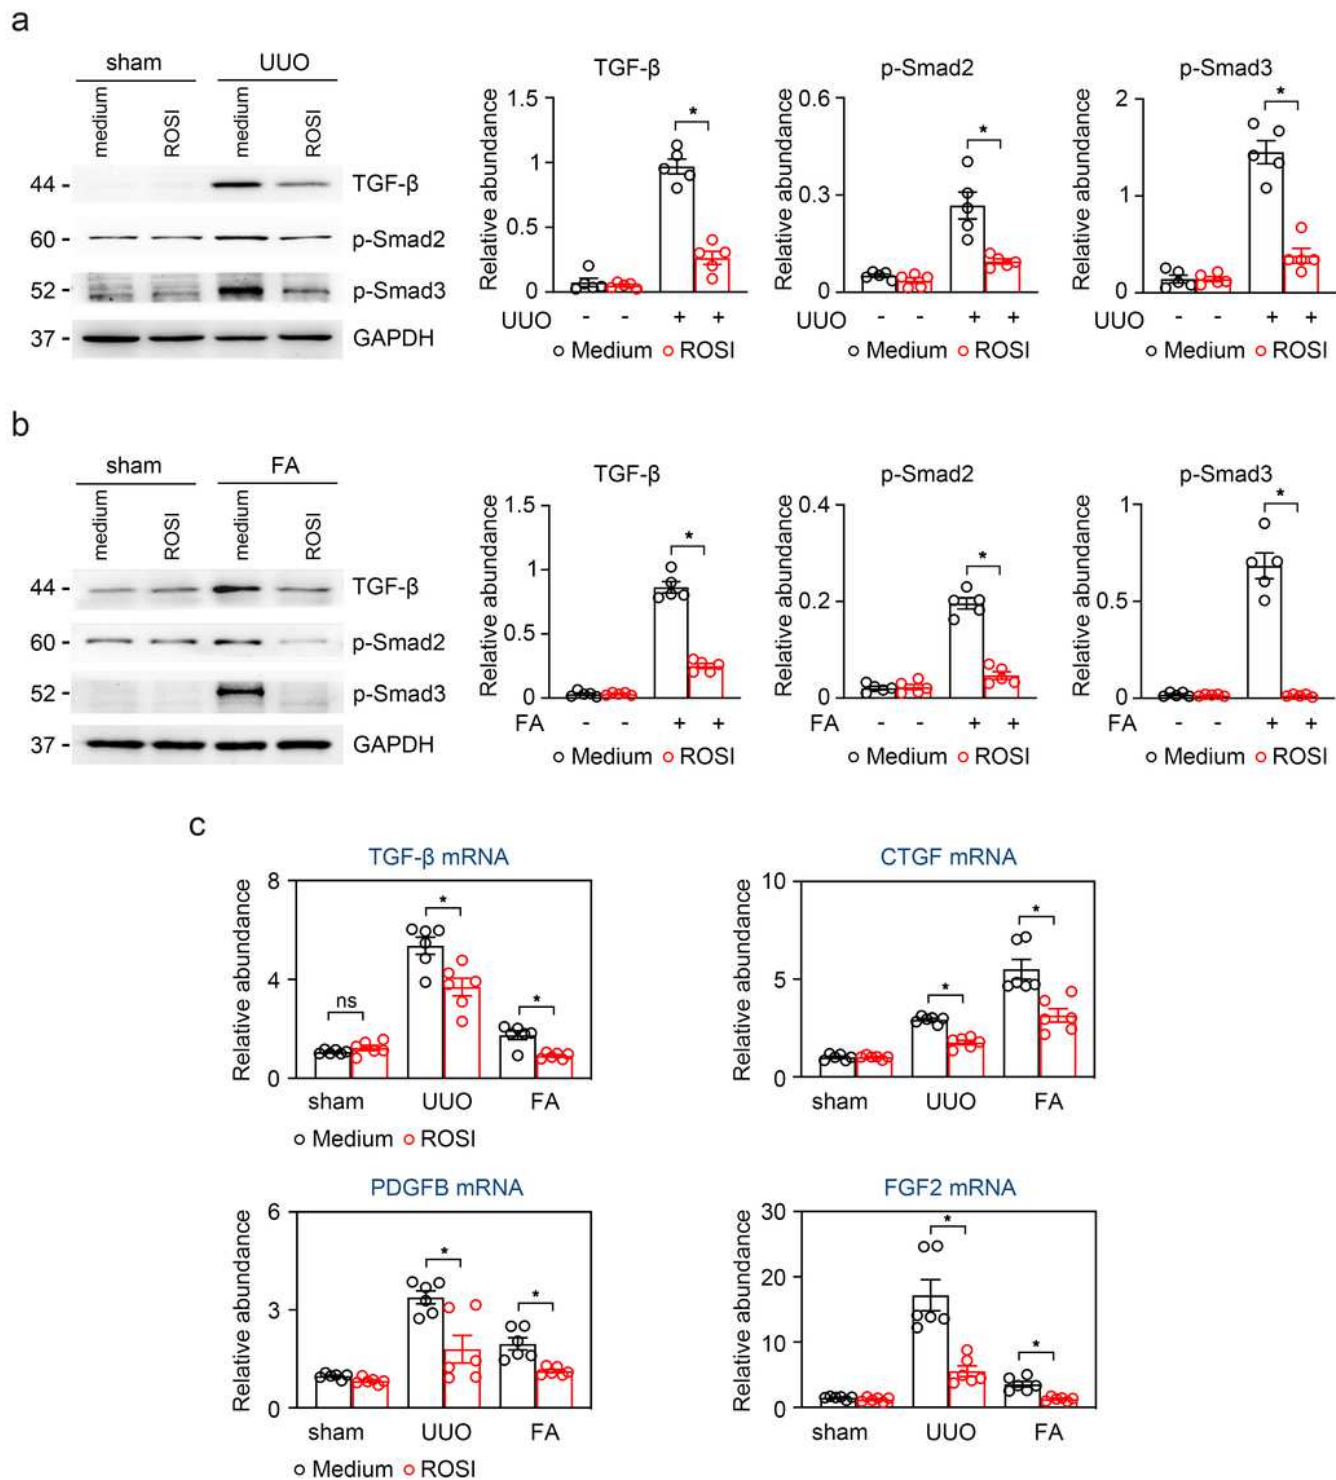 a
sham UUO
medium ROSI medium ROSI
44 - TGF-β
60 - p-Smad2
52 - p-Smad3
37 - GAPDH
TGF-β
Relative abundance
1.5
1
0.5
0
*
UUO - - + +
Medium ROSI
p-Smad2
Relative abundance
0.6
0.3
0
*
UUO - - + +
Medium ROSI
p-Smad3
Relative abundance
2
1
0
*
UUO - - + +
Medium ROSI
b
sham FA
medium ROSI medium ROSI
44 - TGF-β
60 - p-Smad2
52 - p-Smad3
37 - GAPDH
TGF-β
Relative abundance
1.5
1
0.5
0
*
FA - - + +
Medium ROSI
p-Smad2
Relative abundance
0.4
0.2
0
*
FA - - + +
Medium ROSI
p-Smad3
Relative abundance
1
0.5
0
*
FA - - + +
Medium ROSI
c
TGF-β mRNA
Relative abundance
8
4
0
ns * *
sham UUO FA
Medium ROSI
CTGF mRNA
Relative abundance
10
5
0
* *
sham UUO FA
PDGFB mRNA
Relative abundance
6
3
0
* *
sham UUO FA
Medium ROSI
FGF2 mRNA
Relative abundance
30
20
10
0
* *
sham UUO FA